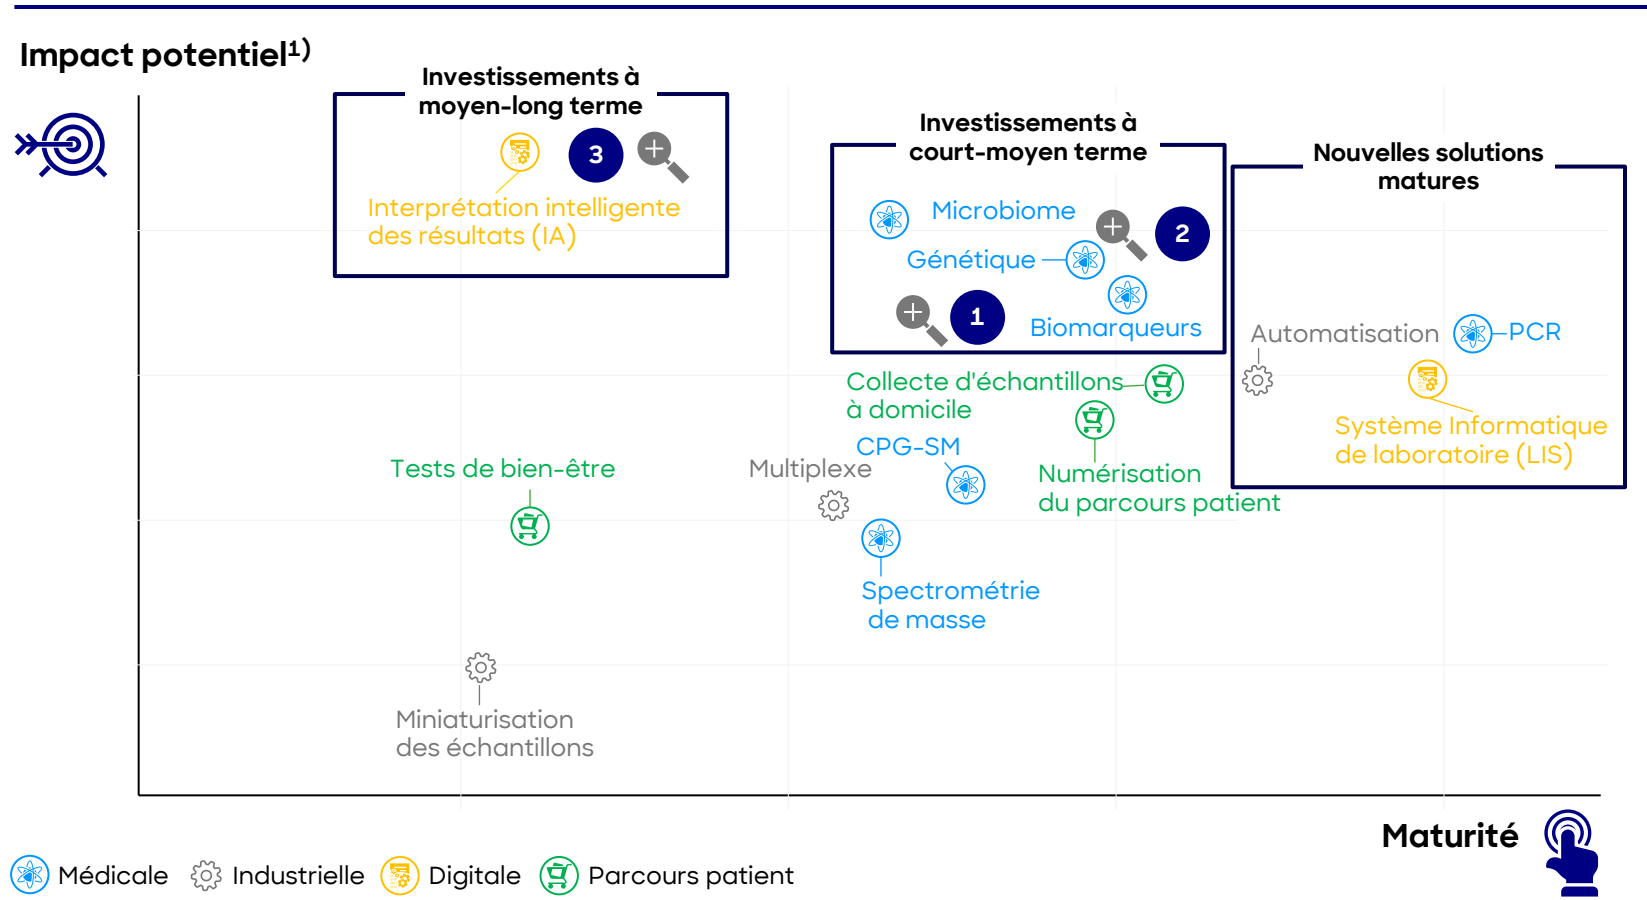 Impact potentiel1)
Investissements à
moyen-long terme
3
Interprétation intelligente
des résultats (IA)
Investissements à
court-moyen terme
Microbiome
2
Génétique
1
Biomarqueurs
Nouvelles solutions
matures
Automatisation
PCR
Système Informatique
de laboratoire (LIS)
Collecte d'échantillons
à domicile
CPG-SM
Multiplexe
Numérisation
du parcours patient
Tests de bien-être
Spectrométrie
de masse
Miniaturisation
des échantillons
Maturité
Médicale
Industrielle
Digitale
Parcours patient